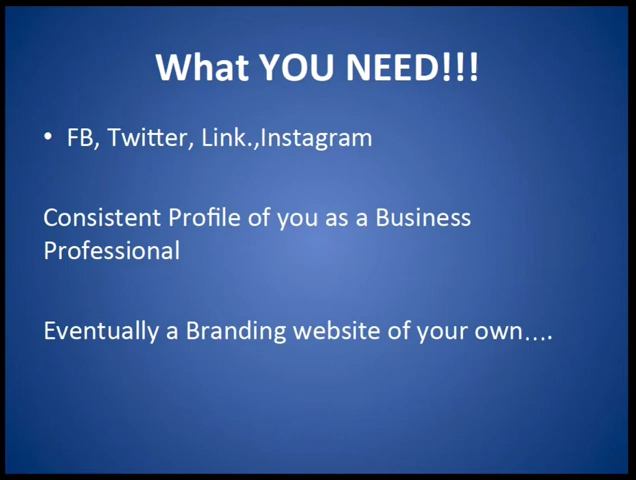 What YOU NEED!!!
• FB, Twitter, Link.,Instagram
Consistent Profile of you as a Business
Professional
Eventually a Branding website of your own....